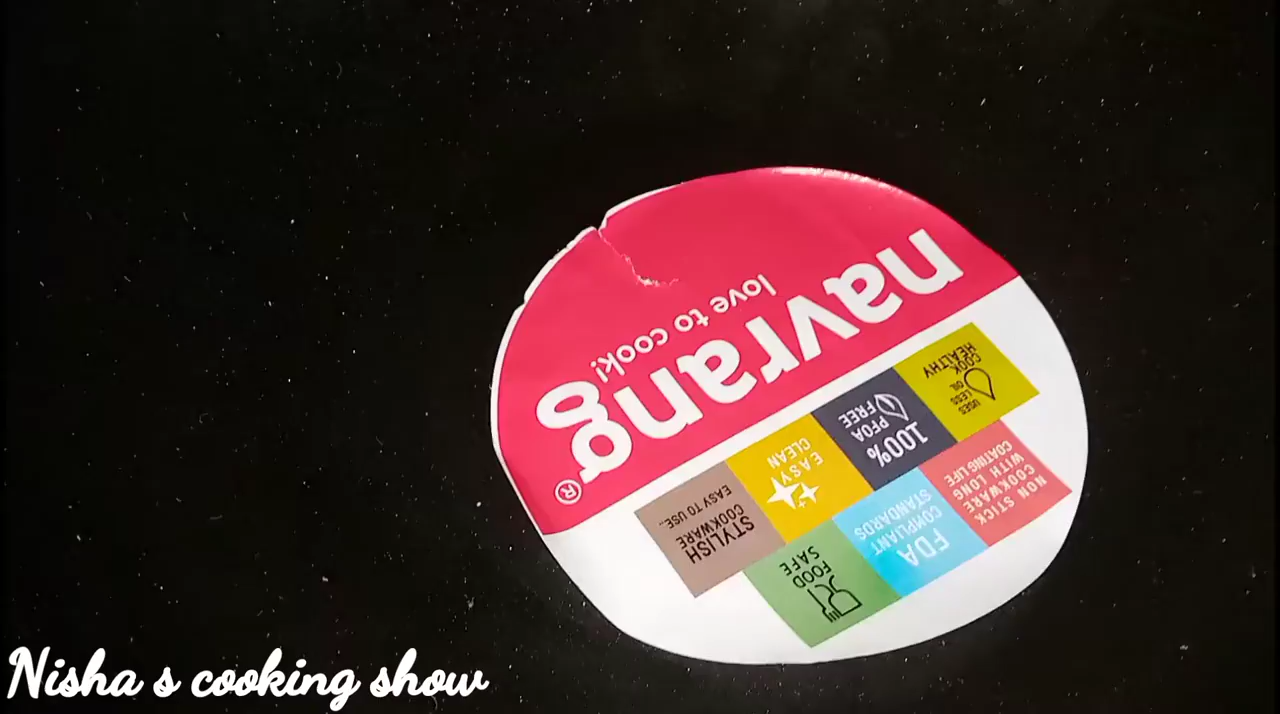 navrang®
love to cook!
USES
LESS
OIL
COOK
HEALTHY
100%
PFOA
FREE
EASY
CLEAN
STYLISH
COOKWARE
EASY TO USE..
NON STICK
COOKWARE
WITH LONG
COATING LIFE
FDA
COMPLIANT
STANDARDS
FOOD
SAFE
Nisha s cooking show